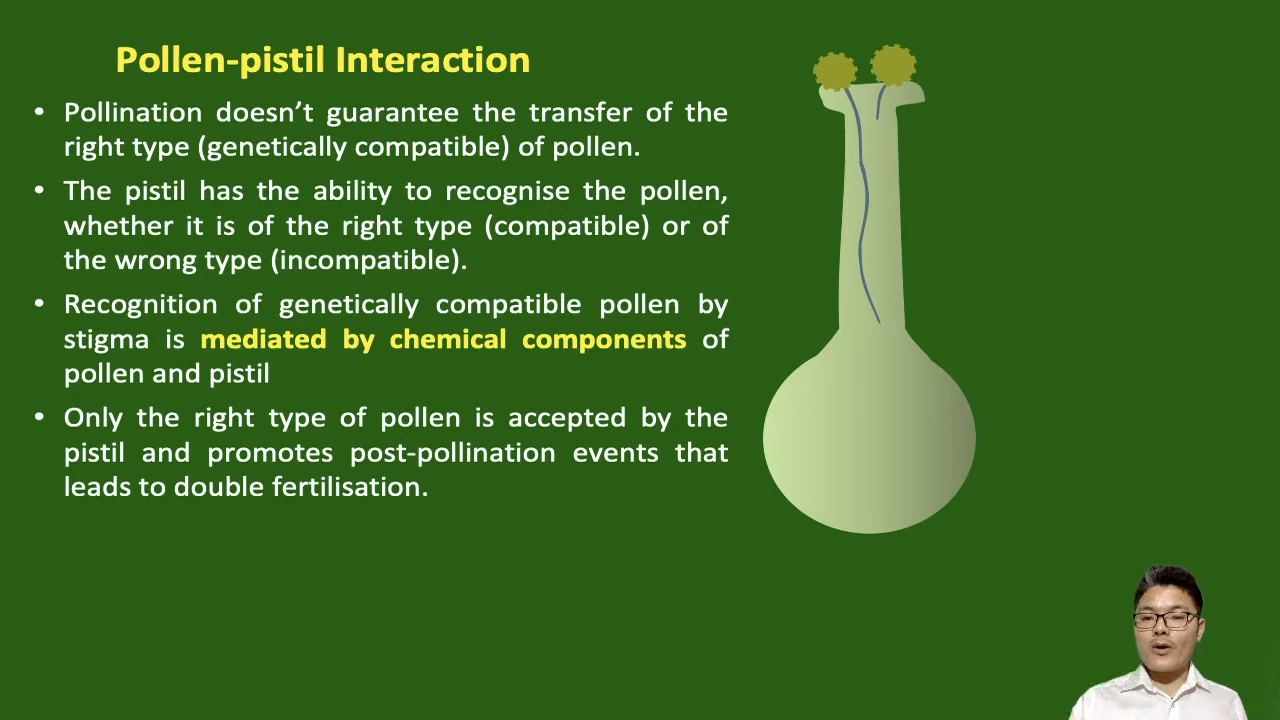 Pollen-pistil Interaction
• Pollination doesn’t guarantee the transfer of the
right type (genetically compatible) of pollen.
• The pistil has the ability to recognise the pollen,
whether it is of the right type (compatible) or of
the wrong type (incompatible).
• Recognition of genetically compatible pollen by
stigma is mediated by chemical components of
pollen and pistil
• Only the right type of pollen is accepted by the
pistil and promotes post-pollination events that
leads to double fertilisation.